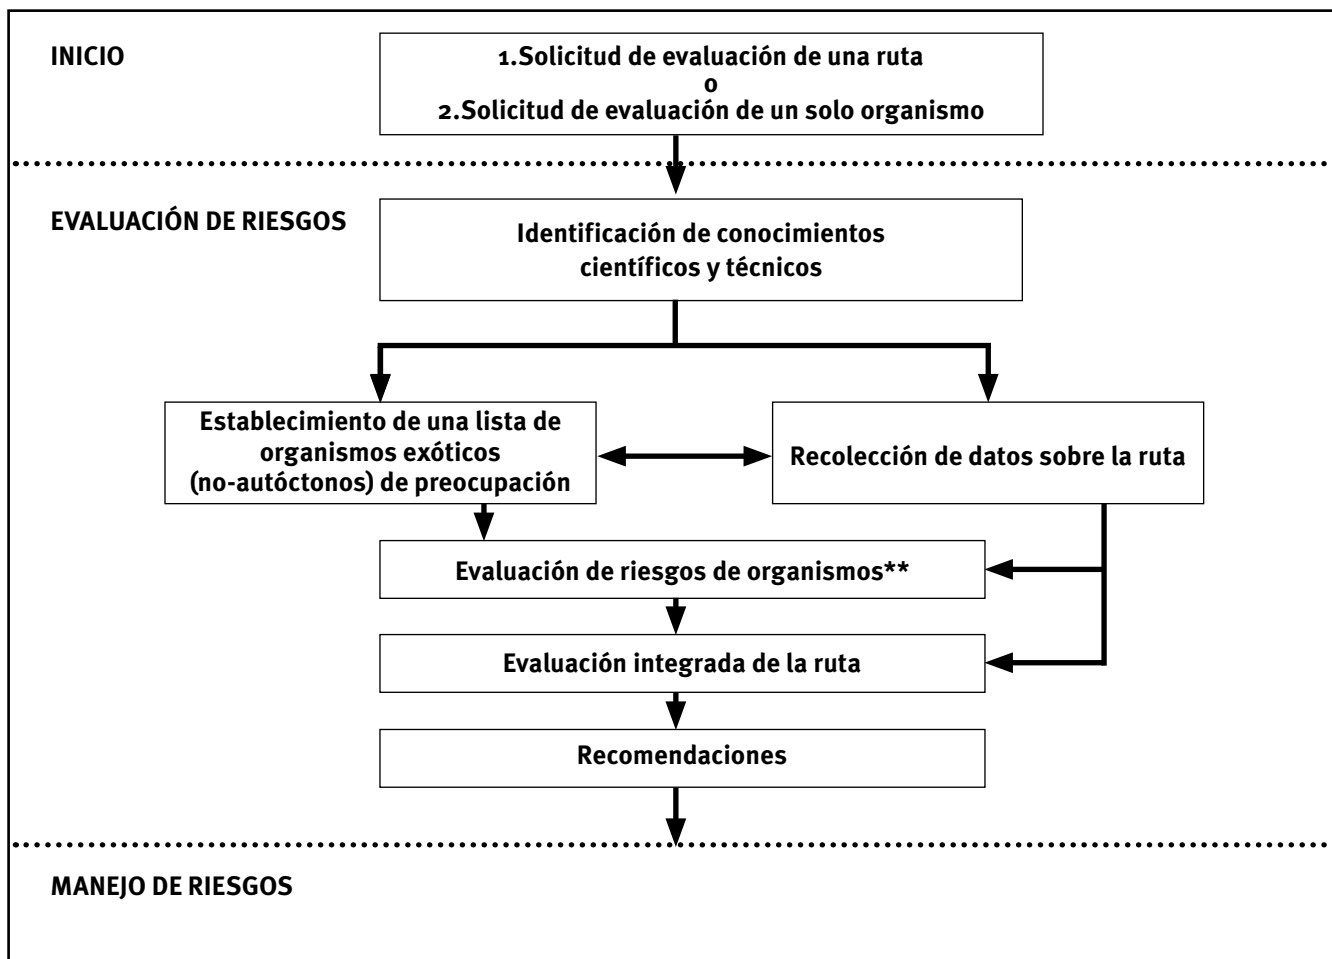 INICIO
1.Solicitud de evaluación de una ruta
o
2.Solicitud de evaluación de un solo organismo
EVALUACIÓN DE RIESGOS
Identificación de conocimientos
científicos y técnicos
Establecimiento de una lista de
organismos exóticos
(no-autóctonos) de preocupación
Recolección de datos sobre la ruta
Evaluación de riesgos de organismos**
Evaluación integrada de la ruta
Recomendaciones
MANEJO DE RIESGOS